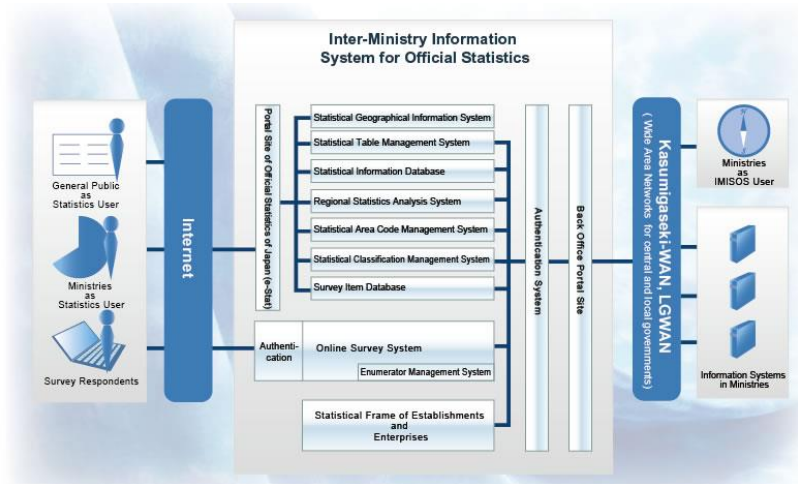 Inter-Ministry Information
System for Official Statistics
General Public
as
Statistics User
Ministries
as
Statistics User
Survey Respondents
Internet
Portal Site of Official Statistics of Japan (e-Stat)
Statistical Geographical Information System
Statistical Table Management System
Statistical Information Database
Regional Statistics Analysis System
Statistical Area Code Management System
Statistical Classification Management System
Survey Item Database
Authenti-
cation
Online Survey System
Enumerator Management System
Statistical Frame of Establishments
and
Enterprises
Authentication System
Back Office Portal Site
Kasumigaseki-WAN, LGWAN
( Wide Area Networks for central and local governments)
Ministries
as
IMISOS User
Information Systems
in Ministries